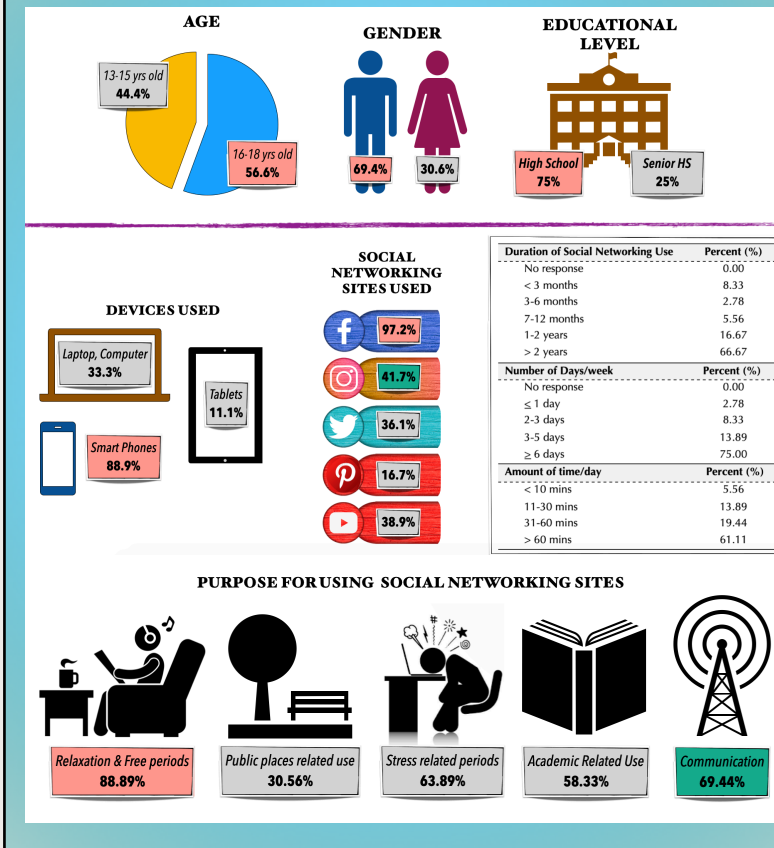 AGE
13-15 yrs old
44.4%
16-18 yrs old
56.6%
GENDER
69.4%
30.6%
EDUCATIONAL
LEVEL
High School
75%
Senior HS
25%
DEVICES USED
Laptop, Computer
33.3%
Tablets
11.1%
Smart Phones
88.9%
SOCIAL
NETWORKING
SITES USED
97.2%
41.7%
36.1%
16.7%
38.9%
Duration of Social Networking Use Percent (%)
No response 0.00
< 3 months 8.33
3-6 months 2.78
7-12 months 5.56
1-2 years 16.67
> 2 years 66.67
Number of Days/week Percent (%)
No response 0.00
≤ 1 day 2.78
2-3 days 8.33
3-5 days 13.89
≥ 6 days 75.00
Amount of time/day Percent (%)
< 10 mins 5.56
11-30 mins 13.89
31-60 mins 19.44
> 60 mins 61.11
PURPOSE FOR USING SOCIAL NETWORKING SITES
Relaxation & Free periods
88.89%
Public places related use
30.56%
Stress related periods
63.89%
Academic Related Use
58.33%
Communication
69.44%